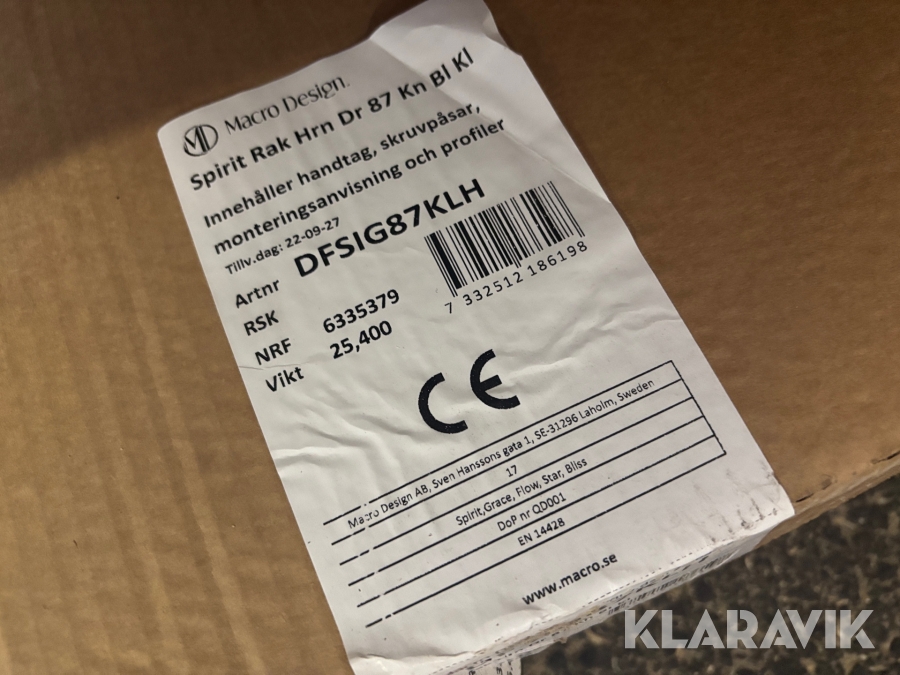 MD Macro Design
Spirit Rak Hrn Dr 87 Kn Bl Kl
Innehåller handtag, skruvpåsar,
monteringsanvisning och profiler
Tillv.dag: 22-09-27
Artnr DFSIG87KLH
RSK
NRF 6335379
Vikt 25,400
7 332512 186198
CE
Macro Design AB, Sven Hanssons gata 1, SE-31296 Laholm, Sweden
17
Spirit,Grace, Flow, Star, Bliss
DoP nr QD001
EN 14428
www.macro.se
KLARAVIK